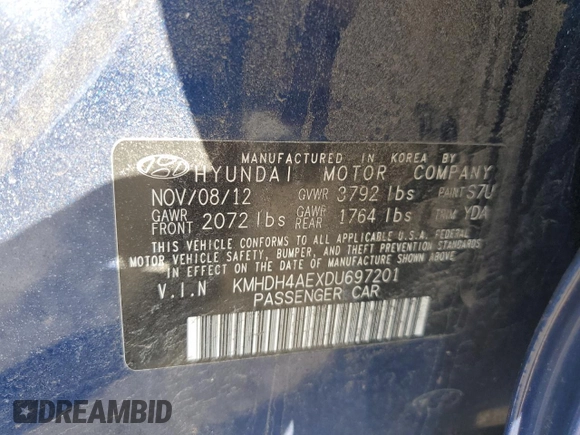 MANUFACTURED IN KOREA BY
HYUNDAI MOTOR COMPANY
NOV/08/12 GVWR 3792 lbs PAINT S7U
GAWR FRONT 2072 lbs GAWR REAR 1764 lbs TRIM YDA
THIS VEHICLE CONFORMS TO ALL U.S. FEDERAL
MOTOR VEHICLE SAFETY, BUMPER, AND THEFT PREVENTION STANDARDS
IN EFFECT ON THE DATE OF MANUFACTURE SHOWN ABOVE.
V.I.N KMHDH4AEXDU697201
PASSENGER CAR
DREAMBID